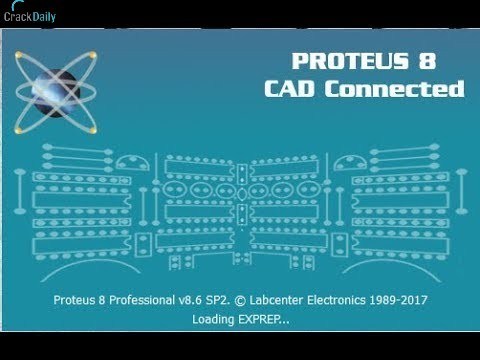 CrackDaily
PROTEUS 8
CAD Connected
Proteus 8 Professional v8.6 SP2. © Labcenter Electronics 1989-2017
Loading EXPREP...